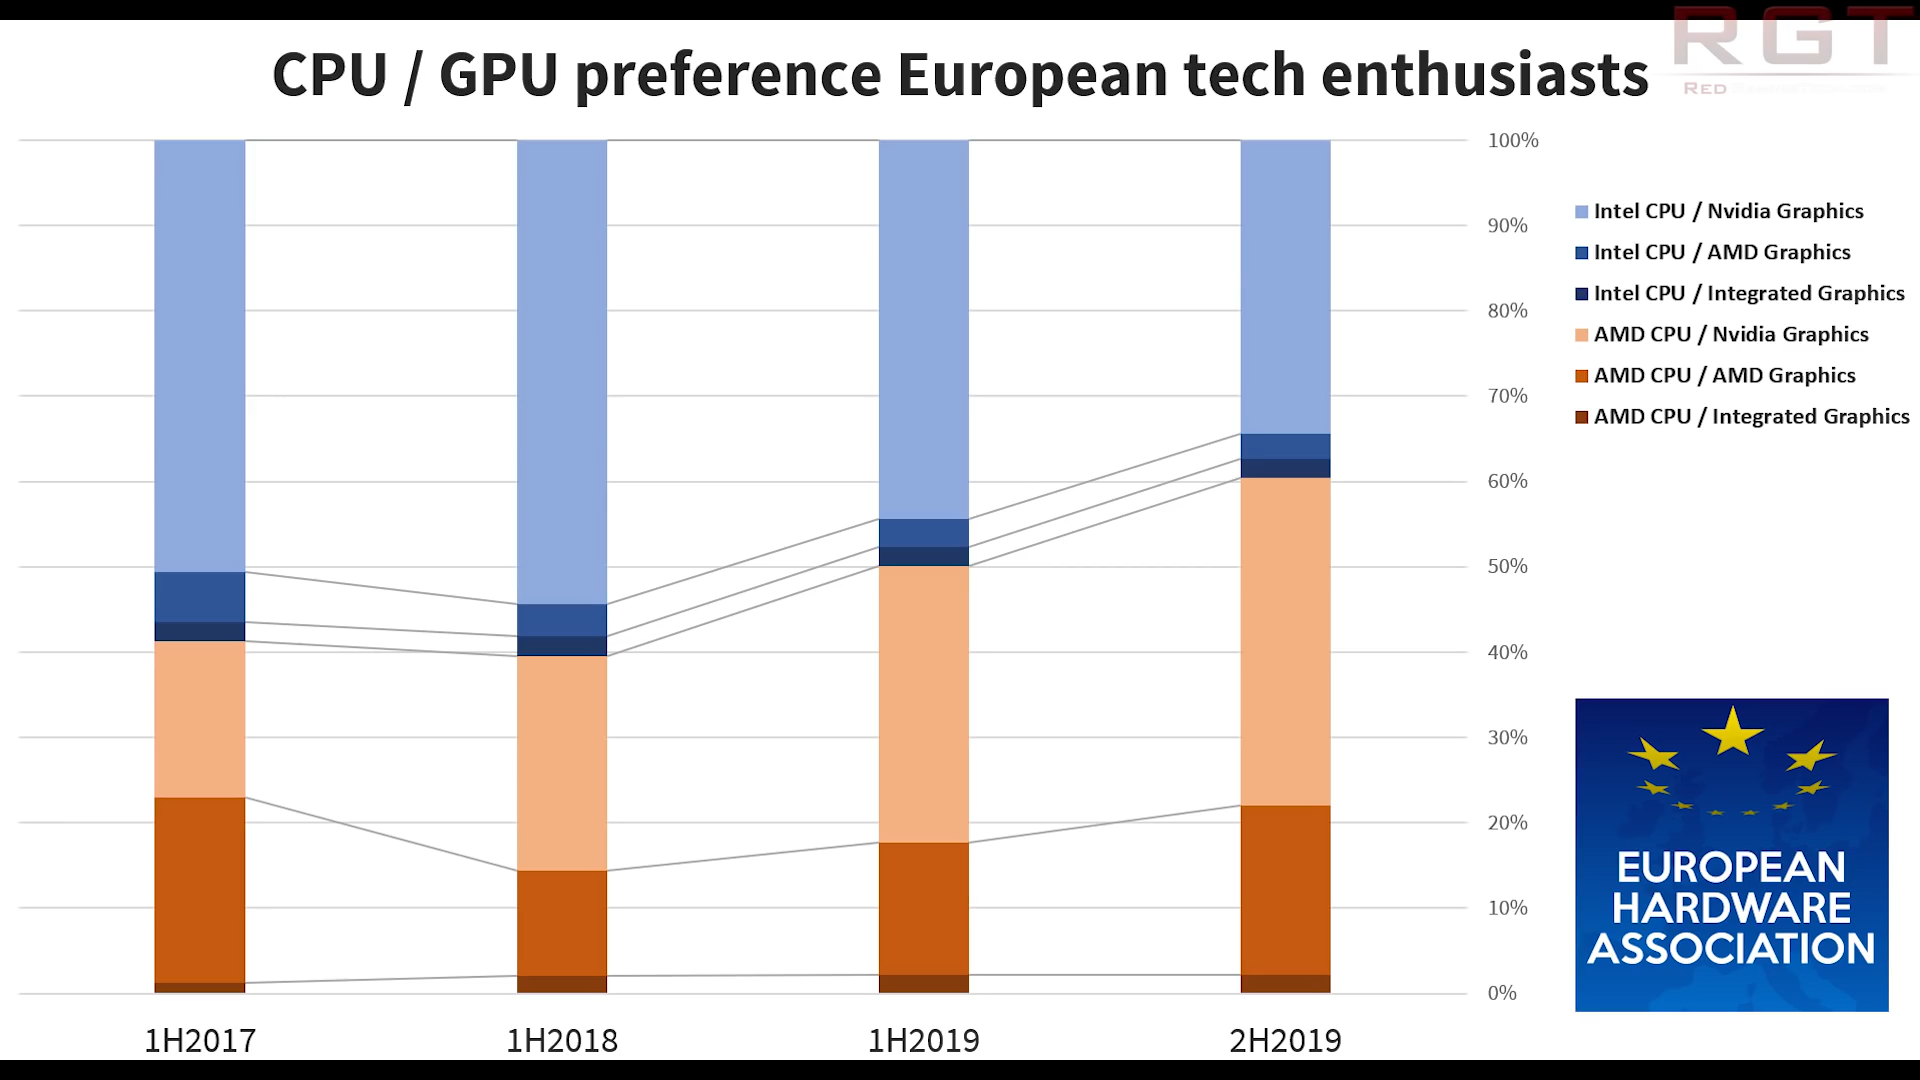 RGT
RED
CPU / GPU preference European tech enthusiasts
100%
90%
80%
70%
60%
50%
40%
30%
20%
10%
0%
Intel CPU / Nvidia Graphics
Intel CPU / AMD Graphics
Intel CPU / Integrated Graphics
AMD CPU / Nvidia Graphics
AMD CPU / AMD Graphics
AMD CPU / Integrated Graphics
EUROPEAN
HARDWARE
ASSOCIATION
1H2017
1H2018
1H2019
2H2019